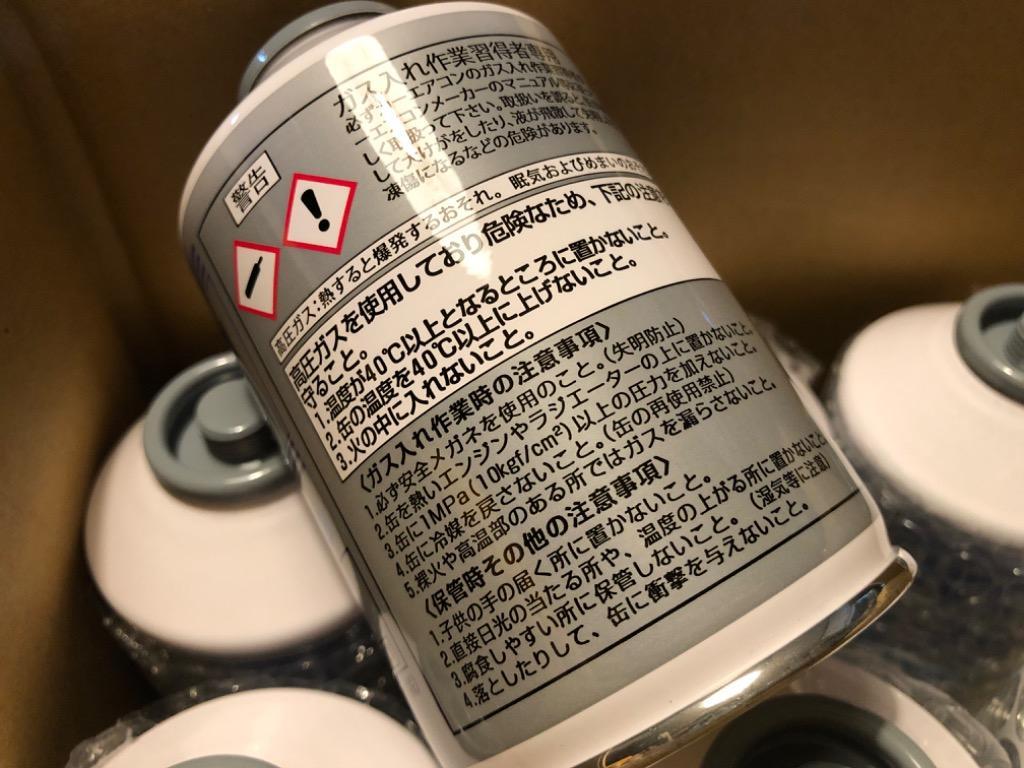 ガス入れ作業習得者専用
必ずカーエアコンのガス入れ作業
ーエアコンメーカーのマニュアル
しく取扱って下さい。取扱いを誤ると
して大けがをしたり、液が飛散して
凍傷になるなどの危険があります。
警告
高圧ガス:熱すると爆発するおそれ。眠気およびめまいのおそ
高圧ガスを使用しており危険なため、下記の注意
守ること。
1.温度が40℃以上となるところに置かないこと。
2.缶の温度を40℃以上に上げないこと。
3.火の中に入れないこと。
〈ガス入れ作業時の注意事項〉
1.必ず安全メガネを使用のこと。(失明防止)
2.缶を熱いエンジンやラジエーターの上に置かないこと。
3.缶に1MPa(10kgf/cm²)以上の圧力を加えないこと。
4.缶に冷媒を戻さないこと。(缶の再使用禁止)
5.裸火や高温部のある所ではガスを漏らさないこと。
〈保管時その他の注意事項〉
1.子供の手の届く所に置かないこと。
2.直接日光の当たる所や、温度の上がる所に置かないこと。
3.腐食しやすい所に保管しないこと。(湿気等に注意)
4.落としたりして、缶に衝撃を与えないこと。